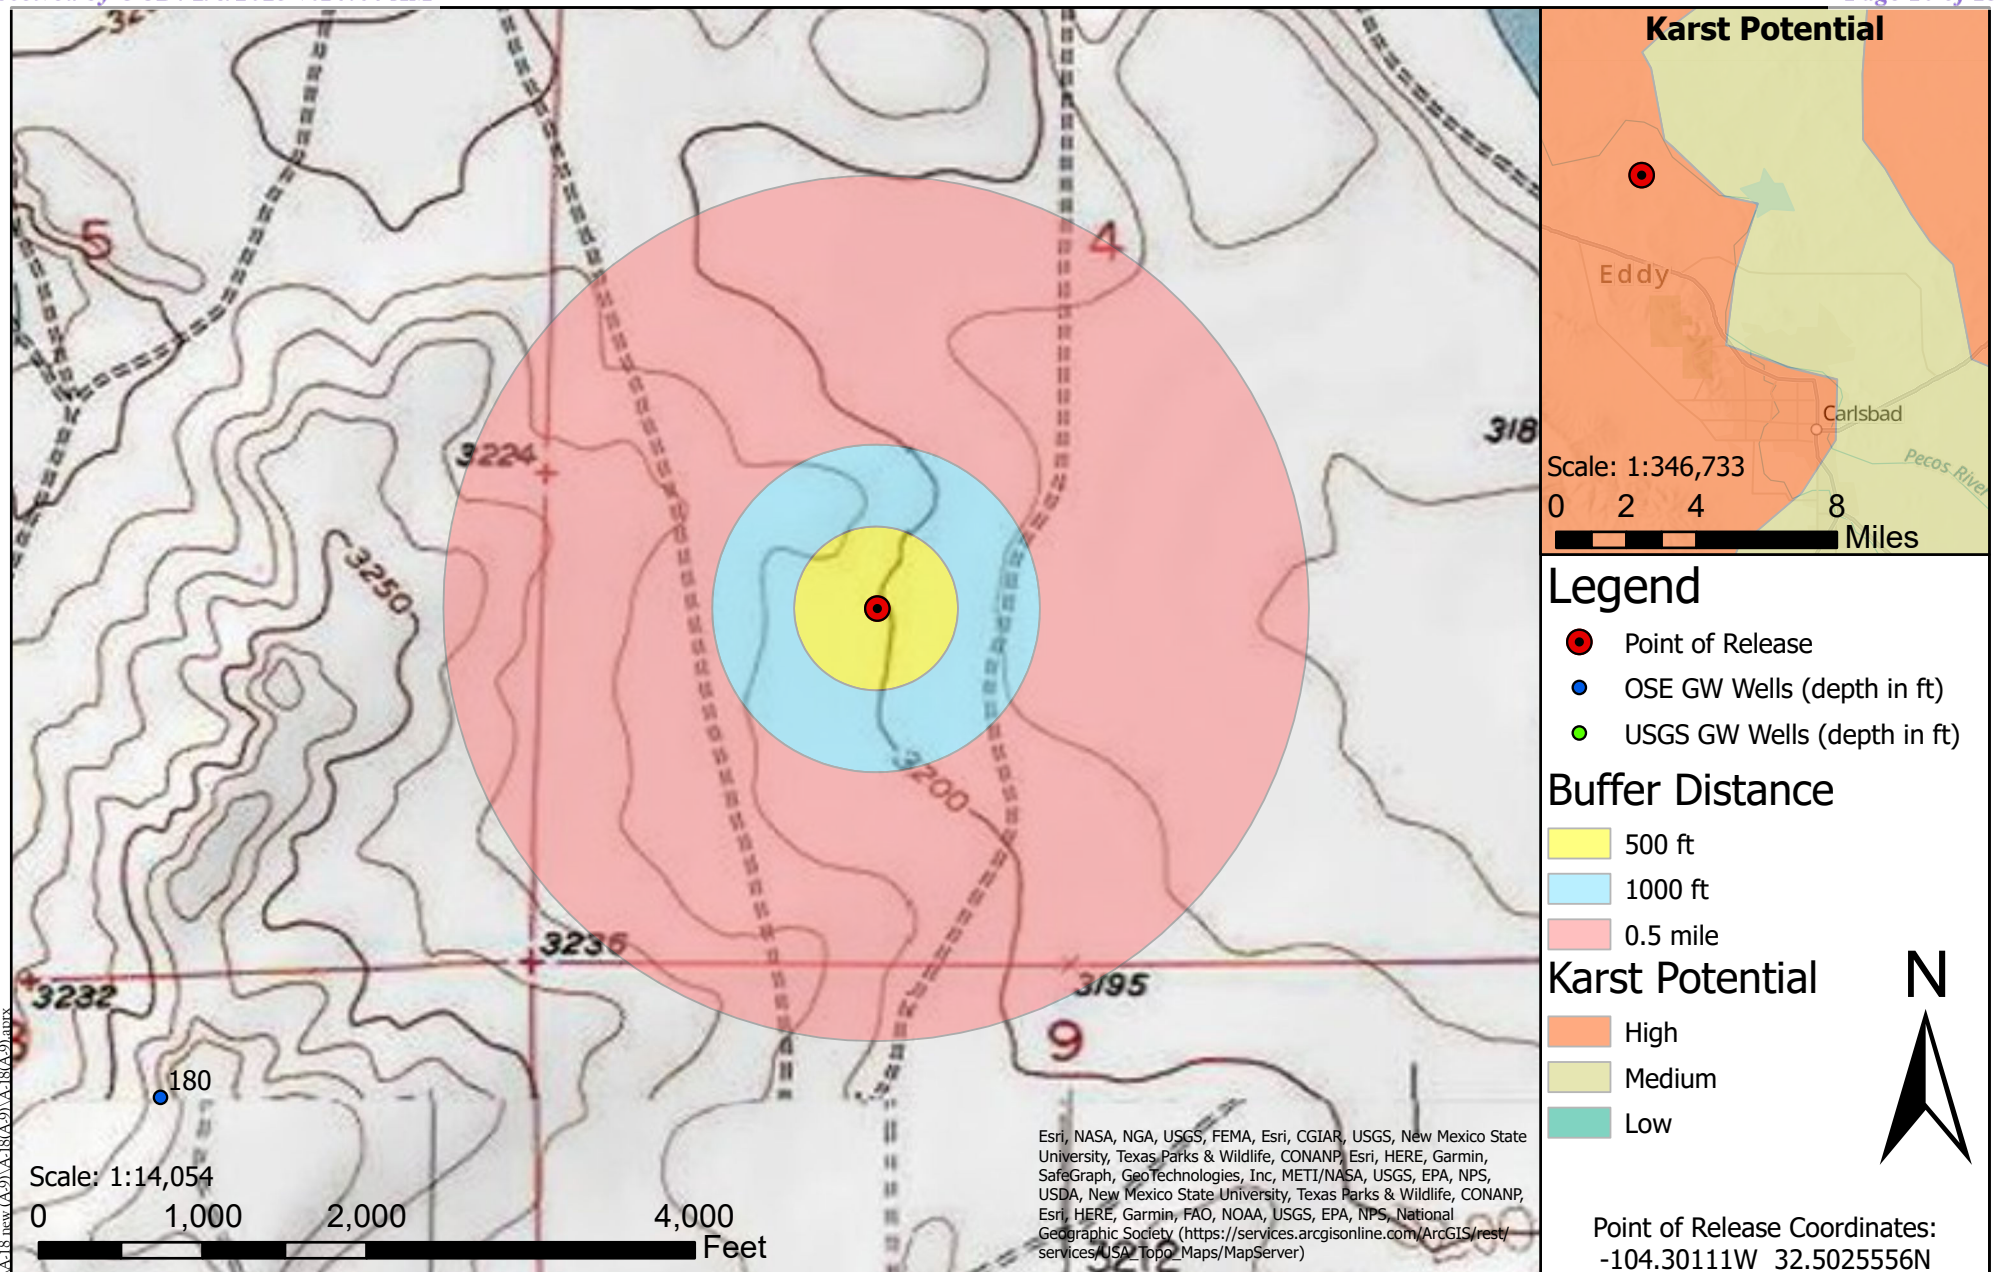 5
4
3224
3250
3200
3236
3232
3195
9
180
318
3212
Scale: 1:14,054
0 1,000 2,000 4,000
Feet
Esri, NASA, NGA, USGS, FEMA, Esri, CGIAR, USGS, New Mexico State
University, Texas Parks & Wildlife, CONANP, Esri, HERE, Garmin,
SafeGraph, GeoTechnologies, Inc, METI/NASA, USGS, EPA, NPS,
USDA, New Mexico State University, Texas Parks & Wildlife, CONANP,
Esri, HERE, Garmin, FAO, NOAA, USGS, EPA, NPS, National
Geographic Society (https://services.arcgisonline.com/ArcGIS/rest/
services/USA_Topo_Maps/MapServer)
Karst Potential
Eddy
Carlsbad
Pecos River
Scale: 1:346,733
0 2 4 8
Miles
Legend
Point of Release
OSE GW Wells (depth in ft)
USGS GW Wells (depth in ft)
Buffer Distance
500 ft
1000 ft
0.5 mile
Karst Potential
N
High
Medium
Low
Point of Release Coordinates:
-104.30111W 32.5025556N